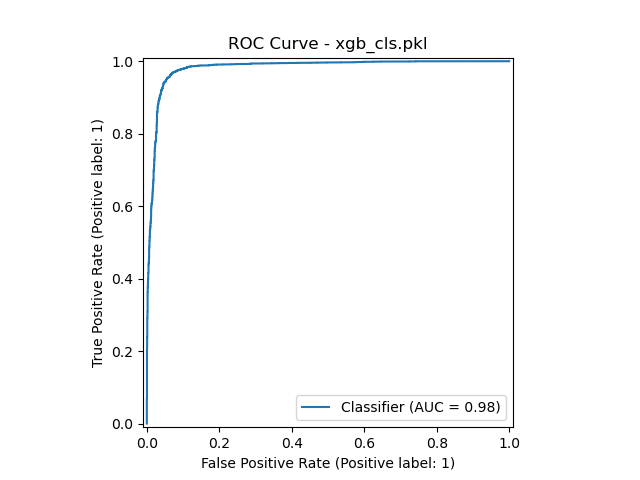 ROC Curve - xgb_cls.pkl
1.0
0.8
0.6
0.4
0.2
0.0
True Positive Rate (Positive label: 1)
Classifier (AUC = 0.98)
0.0 0.2 0.4 0.6 0.8 1.0
False Positive Rate (Positive label: 1)